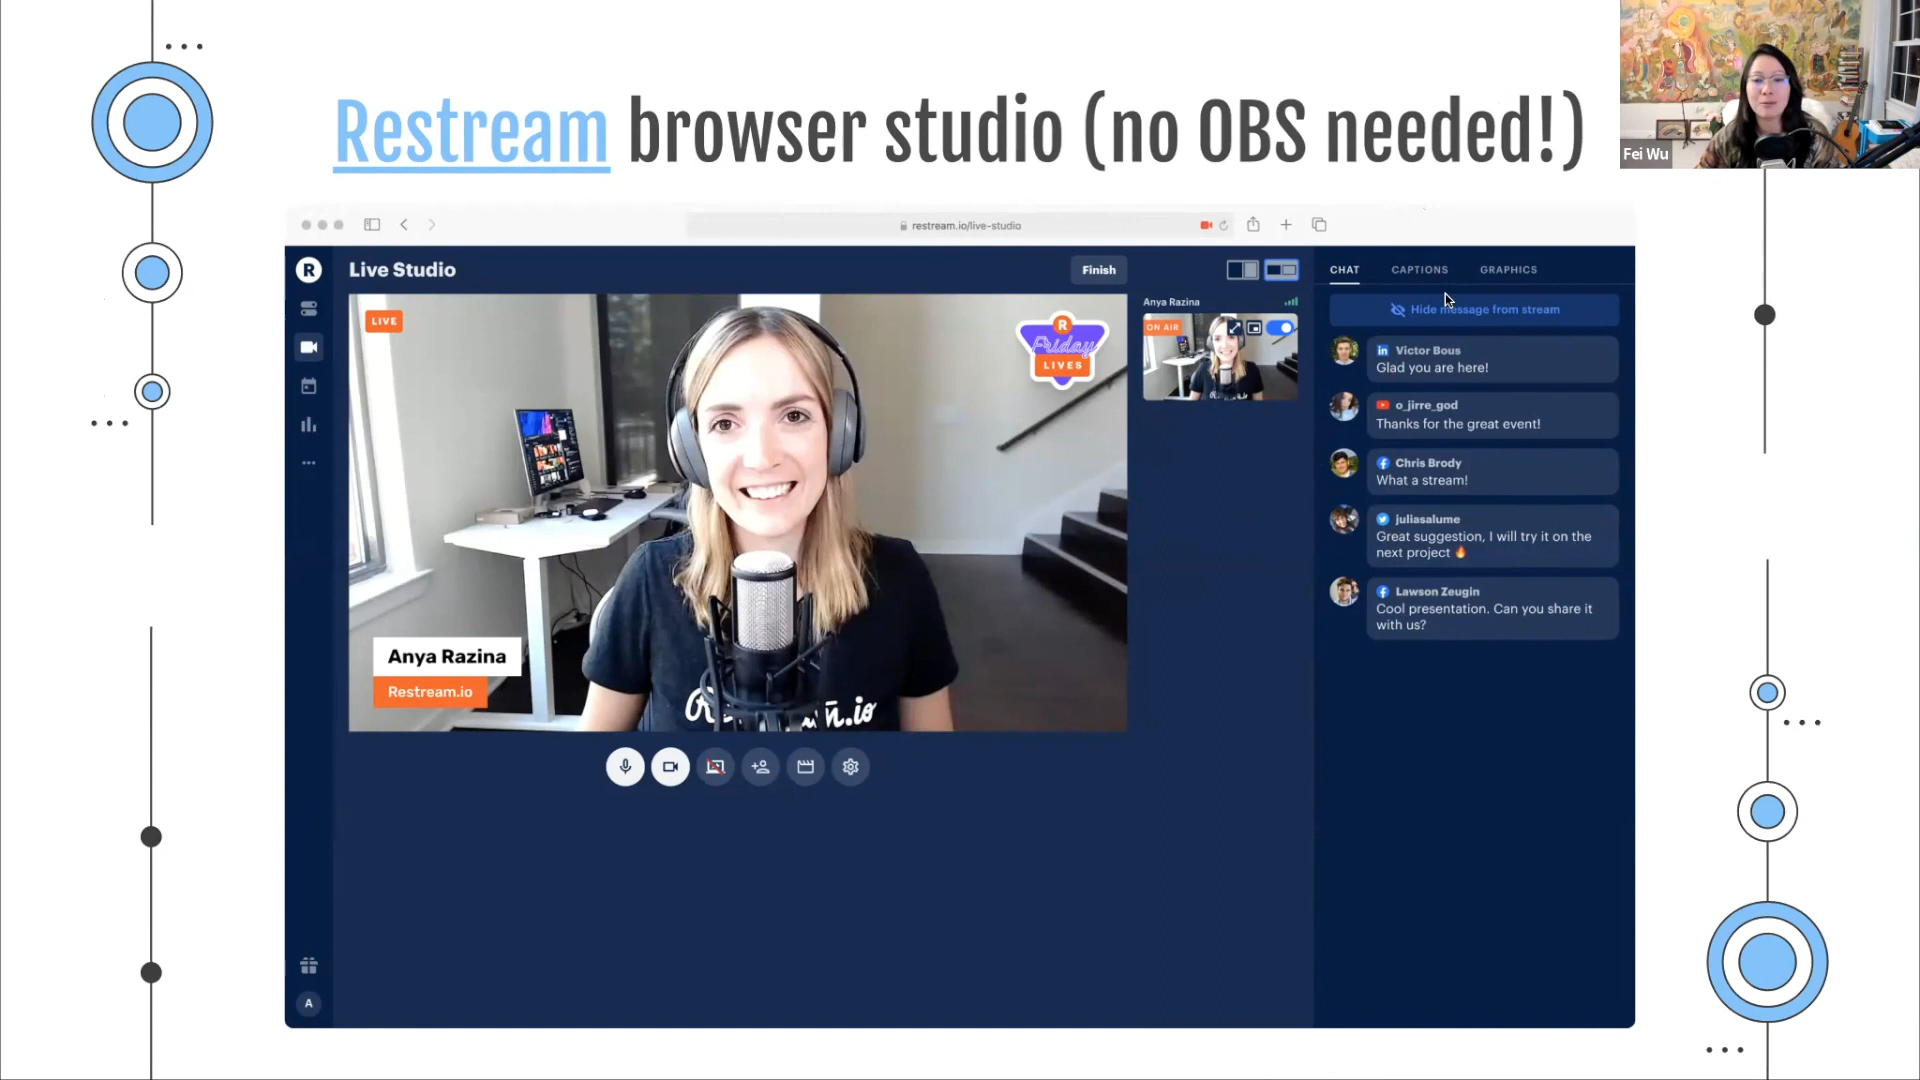 Restream browser studio (no OBS needed!)
Fei Wu
restream.io/live-studio
R
Live Studio
Finish
LIVE
R
Friday
LIVES
Anya Razina
Restream.io
Anya Razina
ON AIR
CHAT
CAPTIONS
GRAPHICS
Hide message from stream
in Victor Bous
Glad you are here!
o_jirre_god
Thanks for the great event!
Chris Brody
What a stream!
juliasalume
Great suggestion, I will try it on the
next project 🔥
Lawson Zeugin
Cool presentation. Can you share it
with us?
A